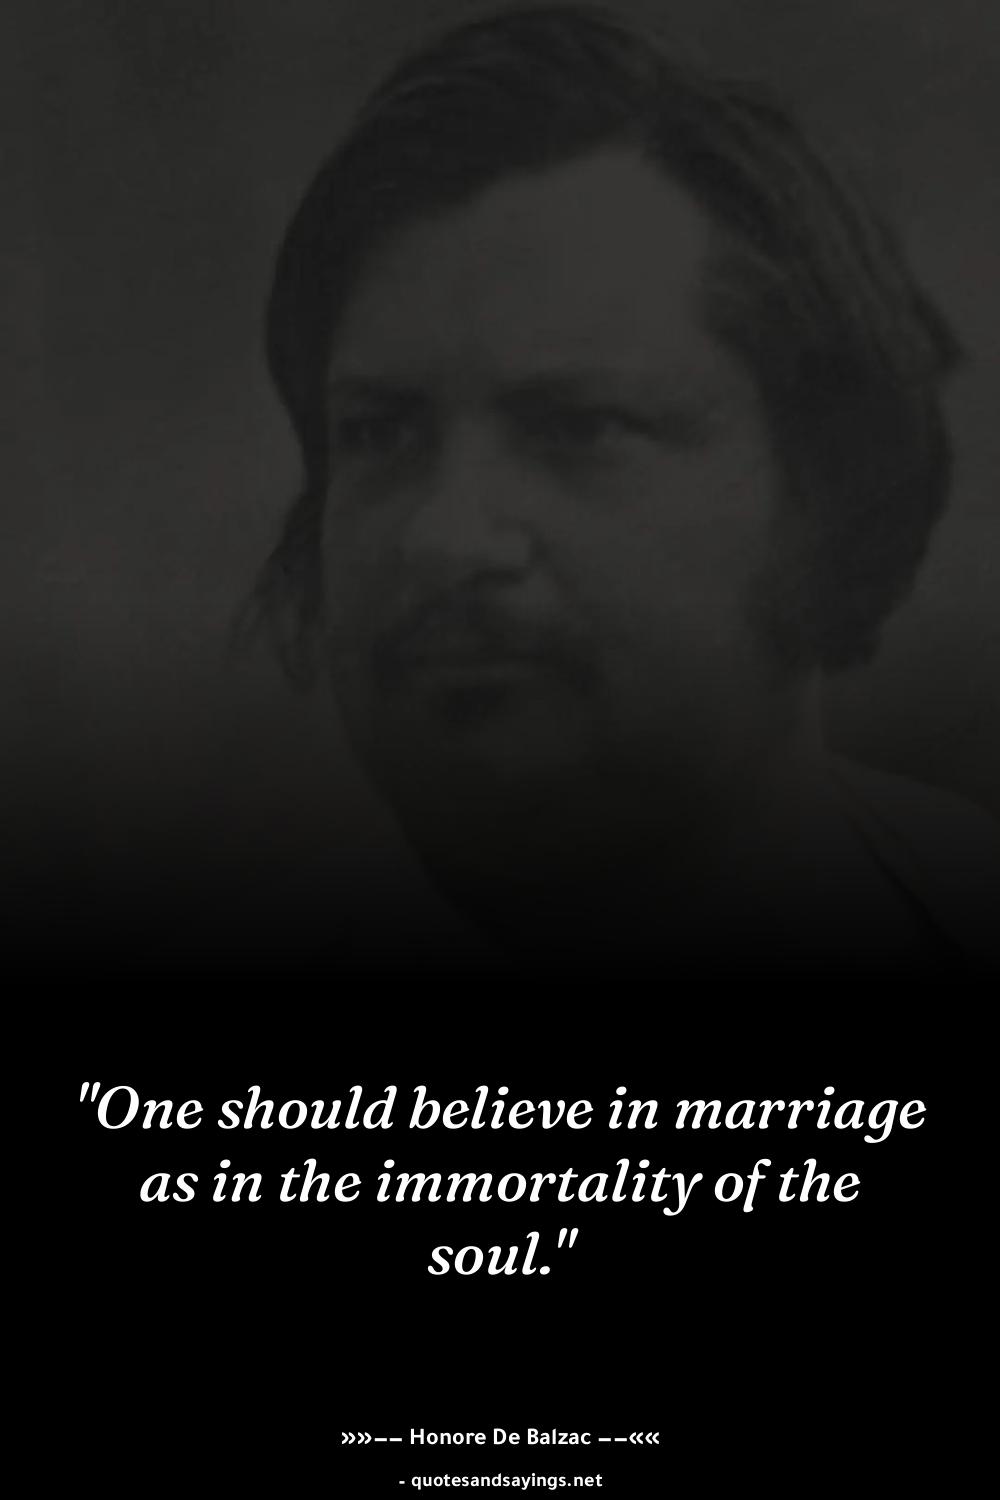 "One should believe in marriage
as in the immortality of the
soul."
»»−− Honore De Balzac −−««
- quotesandsayings.net